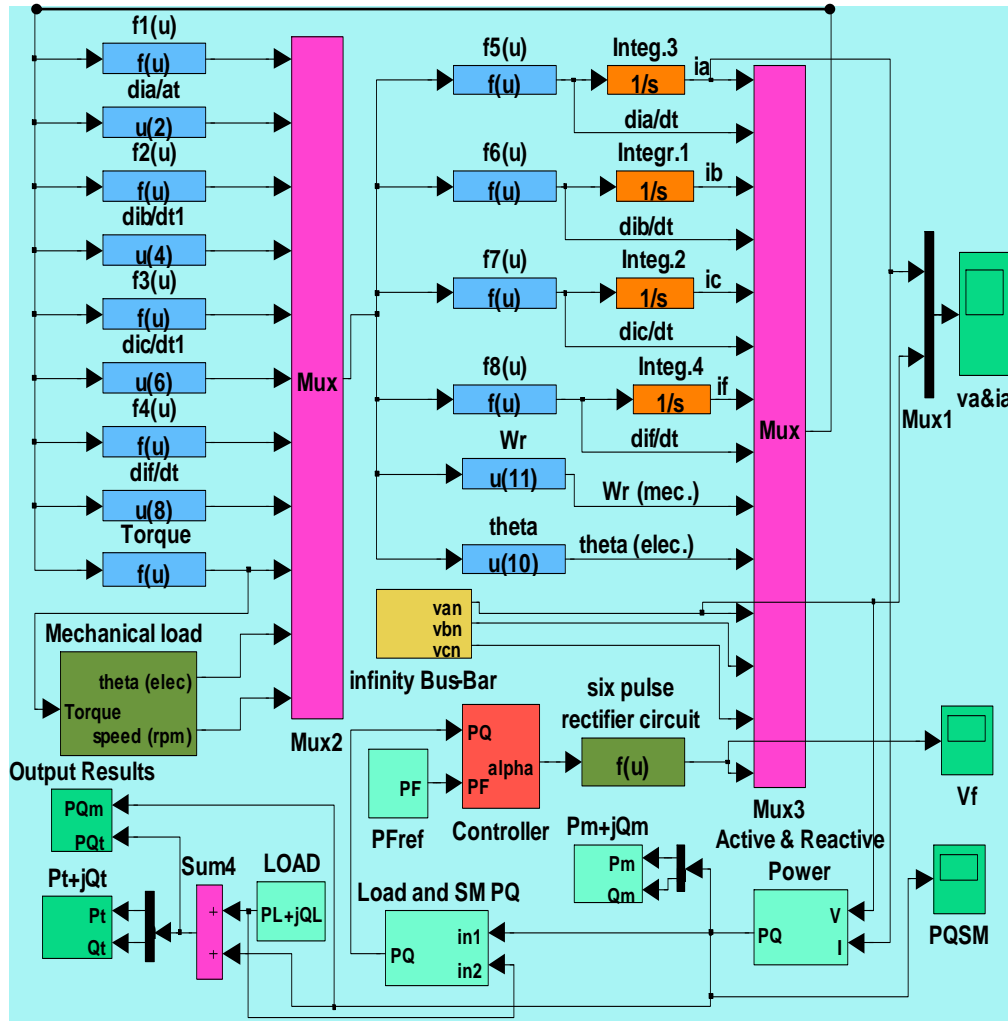 f1(u)
f(u)
dia/at
u(2)
f2(u)
f(u)
dib/dt1
u(4)
f3(u)
f(u)
dic/dt1
u(6)
f4(u)
f(u)
dif/dt
u(8)
Torque
f(u)
Mux
Mux2
Mechanical load
theta (elec)
Torque
speed (rpm)
f5(u)
f(u)
Integ.3
1/s
ia
dia/dt
f6(u)
f(u)
Integr.1
1/s
ib
dib/dt
f7(u)
f(u)
Integ.2
1/s
ic
dic/dt
f8(u)
f(u)
Integ.4
1/s
if
dif/dt
Wr
u(11)
Wr (mec.)
theta
u(10)
theta (elec.)
van
vbn
vcn
infinity Bus-Bar
Mux
Mux3
Mux1
va&ia
six pulse
rectifier circuit
f(u)
PQ
alpha
PF
Controller
PF
PFref
Vf
Output Results
PQm
PQt
Pt+jQt
Pt
Qt
Sum4
+
+
LOAD
PL+jQL
Load and SM PQ
in1
PQ
in2
Pm+jQm
Pm
Qm
Active & Reactive
Power
V
PQ
I
PQSM